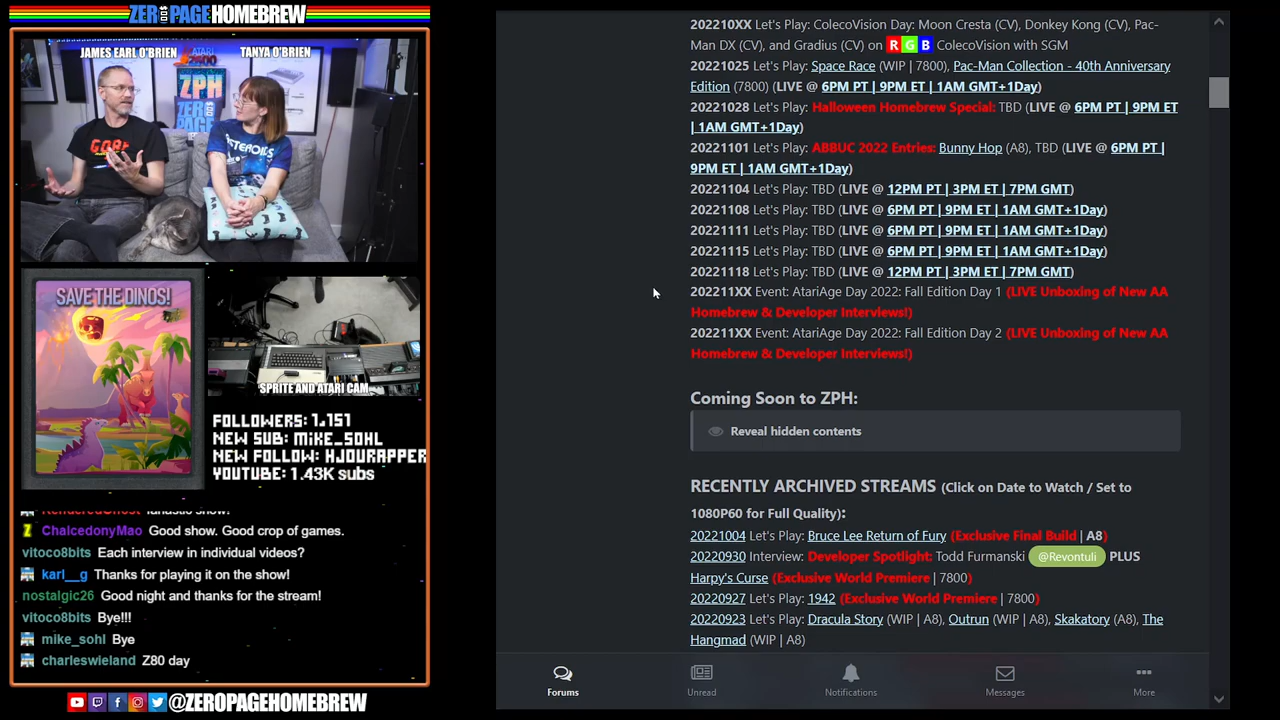 ZERO PAGE HOMEBREW
JAMES EARL O'BRIEN
TANYA O'BRIEN
ATARI
2600
ZPH
ZERO
PAGE
GORF
ASTEROIDS
SAVE THE DINOS!
SPRITE AND ATARI CAM
FOLLOWERS: 1,151
NEW SUB: MIKE_SOHL
NEW FOLLOW: HJOURAPPER
YOUTUBE: 1.43K subs
RenderedGhost fanastic show!
ChalcedonyMao Good show. Good crop of games.
vitoco8bits Each interview in individual videos?
karl__g Thanks for playing it on the show!
nostalgic26 Good night and thanks for the stream!
vitoco8bits Bye!!!
mike_sohl Bye
charleswieland Z80 day
@ZEROPAGEHOMEBREW
202210XX Let's Play: ColecoVision Day: Moon Cresta (CV), Donkey Kong (CV), Pac-
Man DX (CV), and Gradius (CV) on R G B ColecoVision with SGM
20221025 Let's Play: Space Race (WIP | 7800), Pac-Man Collection - 40th Anniversary
Edition (7800) (LIVE @ 6PM PT | 9PM ET | 1AM GMT+1Day)
20221028 Let's Play: Halloween Homebrew Special: TBD (LIVE @ 6PM PT | 9PM ET
| 1AM GMT+1Day)
20221101 Let's Play: ABBUC 2022 Entries: Bunny Hop (A8), TBD (LIVE @ 6PM PT |
9PM ET | 1AM GMT+1Day)
20221104 Let's Play: TBD (LIVE @ 12PM PT | 3PM ET | 7PM GMT)
20221108 Let's Play: TBD (LIVE @ 6PM PT | 9PM ET | 1AM GMT+1Day)
20221111 Let's Play: TBD (LIVE @ 6PM PT | 9PM ET | 1AM GMT+1Day)
20221115 Let's Play: TBD (LIVE @ 6PM PT | 9PM ET | 1AM GMT+1Day)
20221118 Let's Play: TBD (LIVE @ 12PM PT | 3PM ET | 7PM GMT)
202211XX Event: AtariAge Day 2022: Fall Edition Day 1 (LIVE Unboxing of New AA
Homebrew & Developer Interviews!)
202211XX Event: AtariAge Day 2022: Fall Edition Day 2 (LIVE Unboxing of New AA
Homebrew & Developer Interviews!)
Coming Soon to ZPH:
Reveal hidden contents
RECENTLY ARCHIVED STREAMS (Click on Date to Watch / Set to
1080P60 for Full Quality):
20221004 Let's Play: Bruce Lee Return of Fury (Exclusive Final Build | A8)
20220930 Interview: Developer Spotlight: Todd Furmanski @Revontuli PLUS
Harpy's Curse (Exclusive World Premiere | 7800)
20220927 Let's Play: 1942 (Exclusive World Premiere | 7800)
20220923 Let's Play: Dracula Story (WIP | A8), Outrun (WIP | A8), Skakatory (A8), The
Hangmad (WIP | A8)
Forums
Unread
Notifications
Messages
More